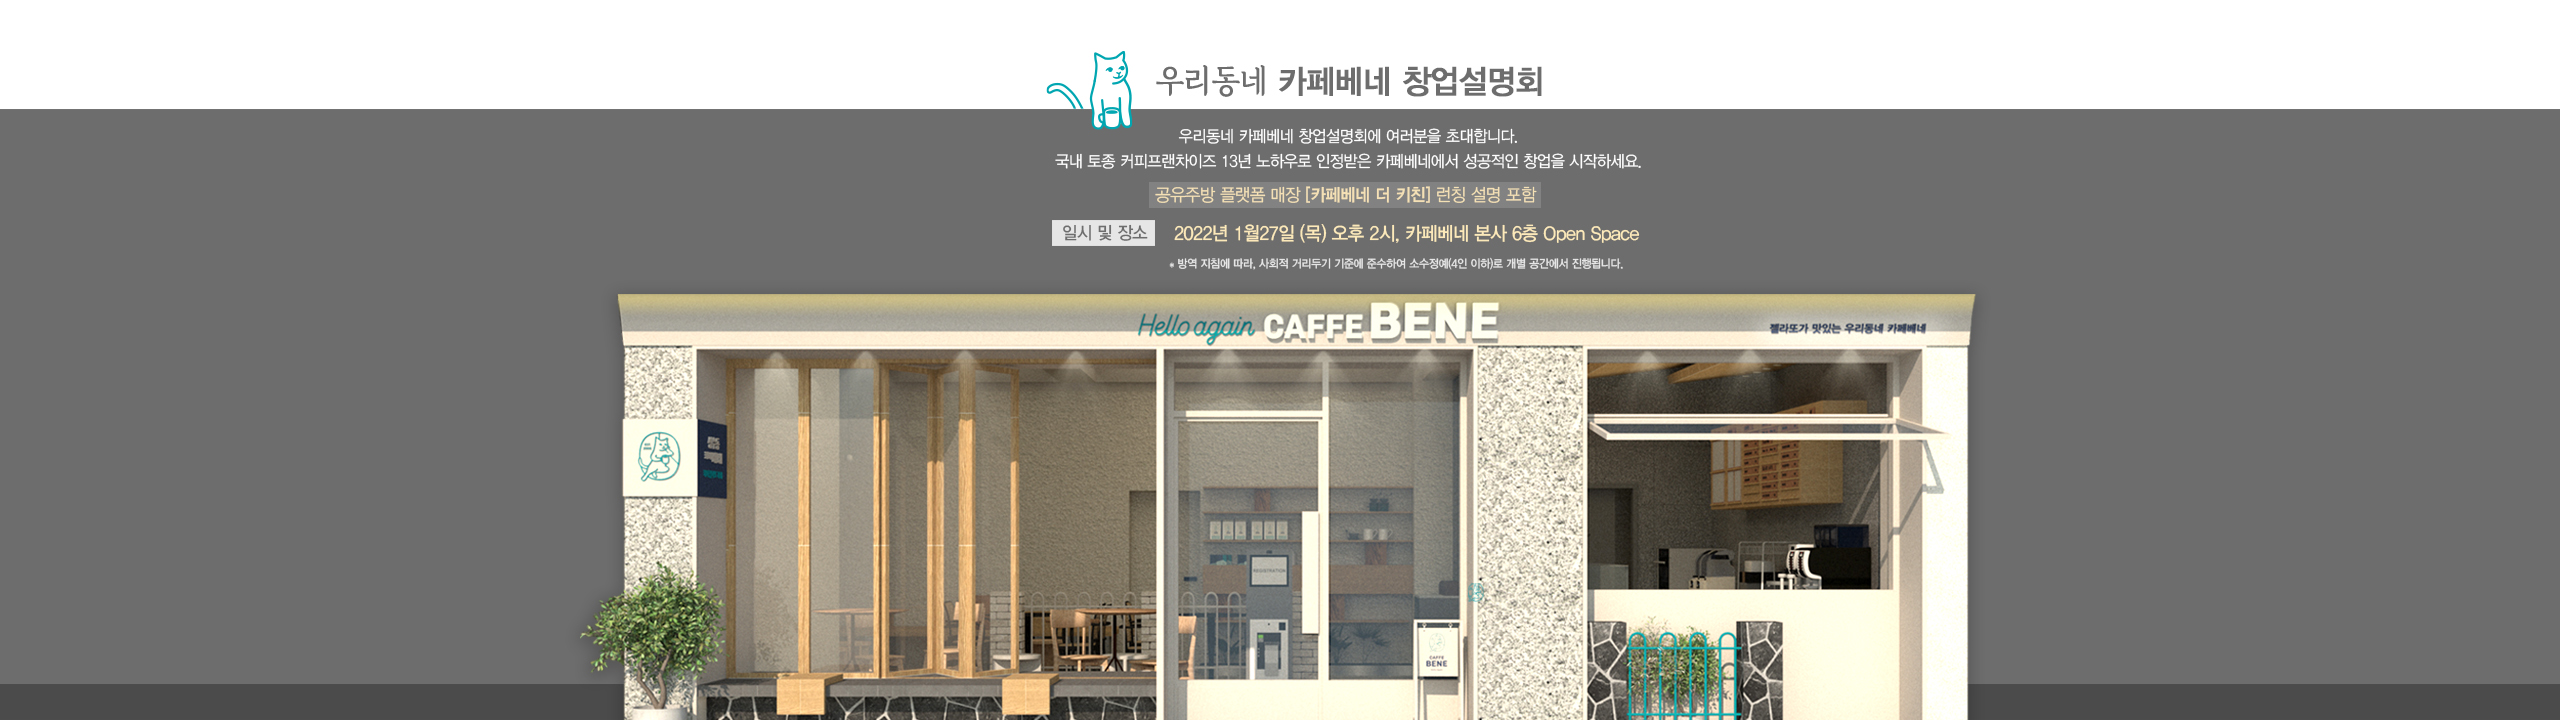 우리동네 카페베네 창업설명회
우리동네 카페베네 창업설명회에 여러분을 초대합니다.
국내 토종 커피프랜차이즈 13년 노하우로 인정받은 카페베네에서 성공적인 창업을 시작하세요.
공유주방 플랫폼 매장 [카페베네 더 키친] 런칭 설명 포함
일시 및 장소 2022년 1월27일 (목) 오후 2시, 카페베네 본사 6층 Open Space
* 방역 지침에 따라, 사회적 거리두기 기준에 준수하여 소수정예(4인 이하)로 개별 공간에서 진행됩니다.
Hello again CAFFE BENE
젤라또가 맛있는 우리동네 카페베네
REGISTRATION
CAFFE
BENE